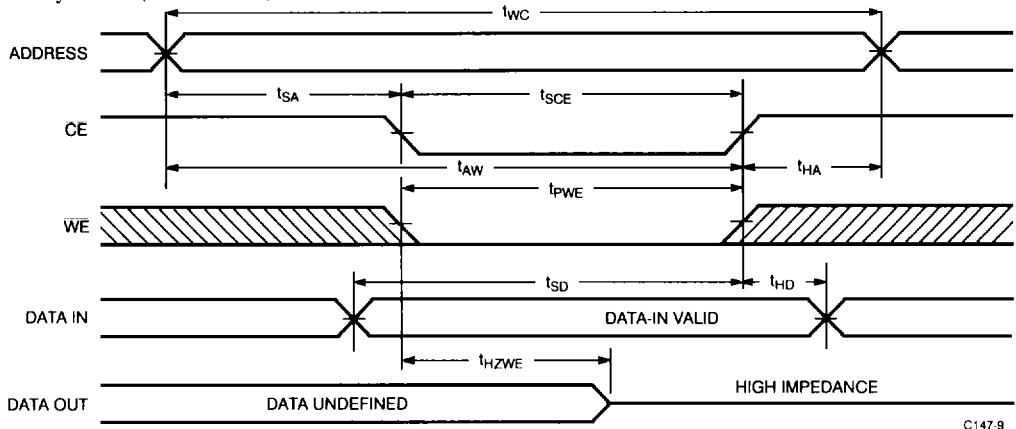 tWC
ADDRESS
tSA
tSCE
CE
tAW
tHA
tPWE
WE
tSD
tHD
DATA IN
DATA-IN VALID
tHZWE
DATA OUT
DATA UNDEFINED
HIGH IMPEDANCE
C147-9